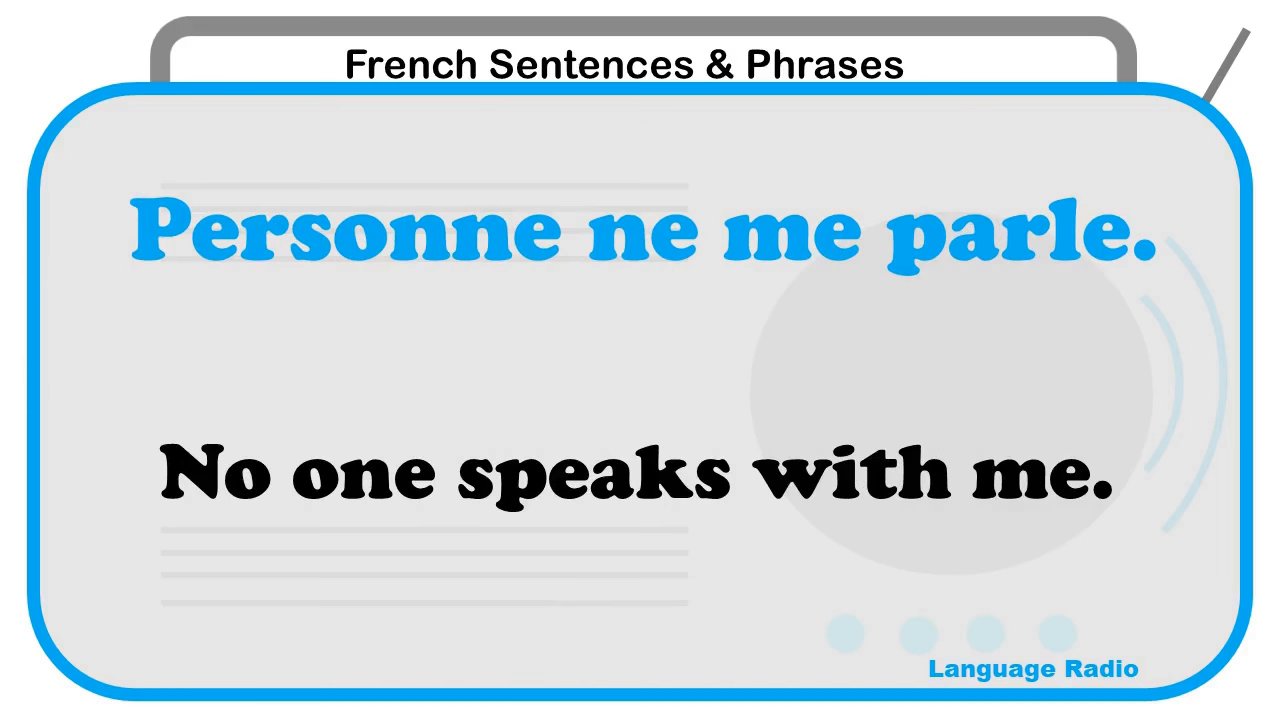 French Sentences & Phrases
Personne ne me parle.
No one speaks with me.
Language Radio